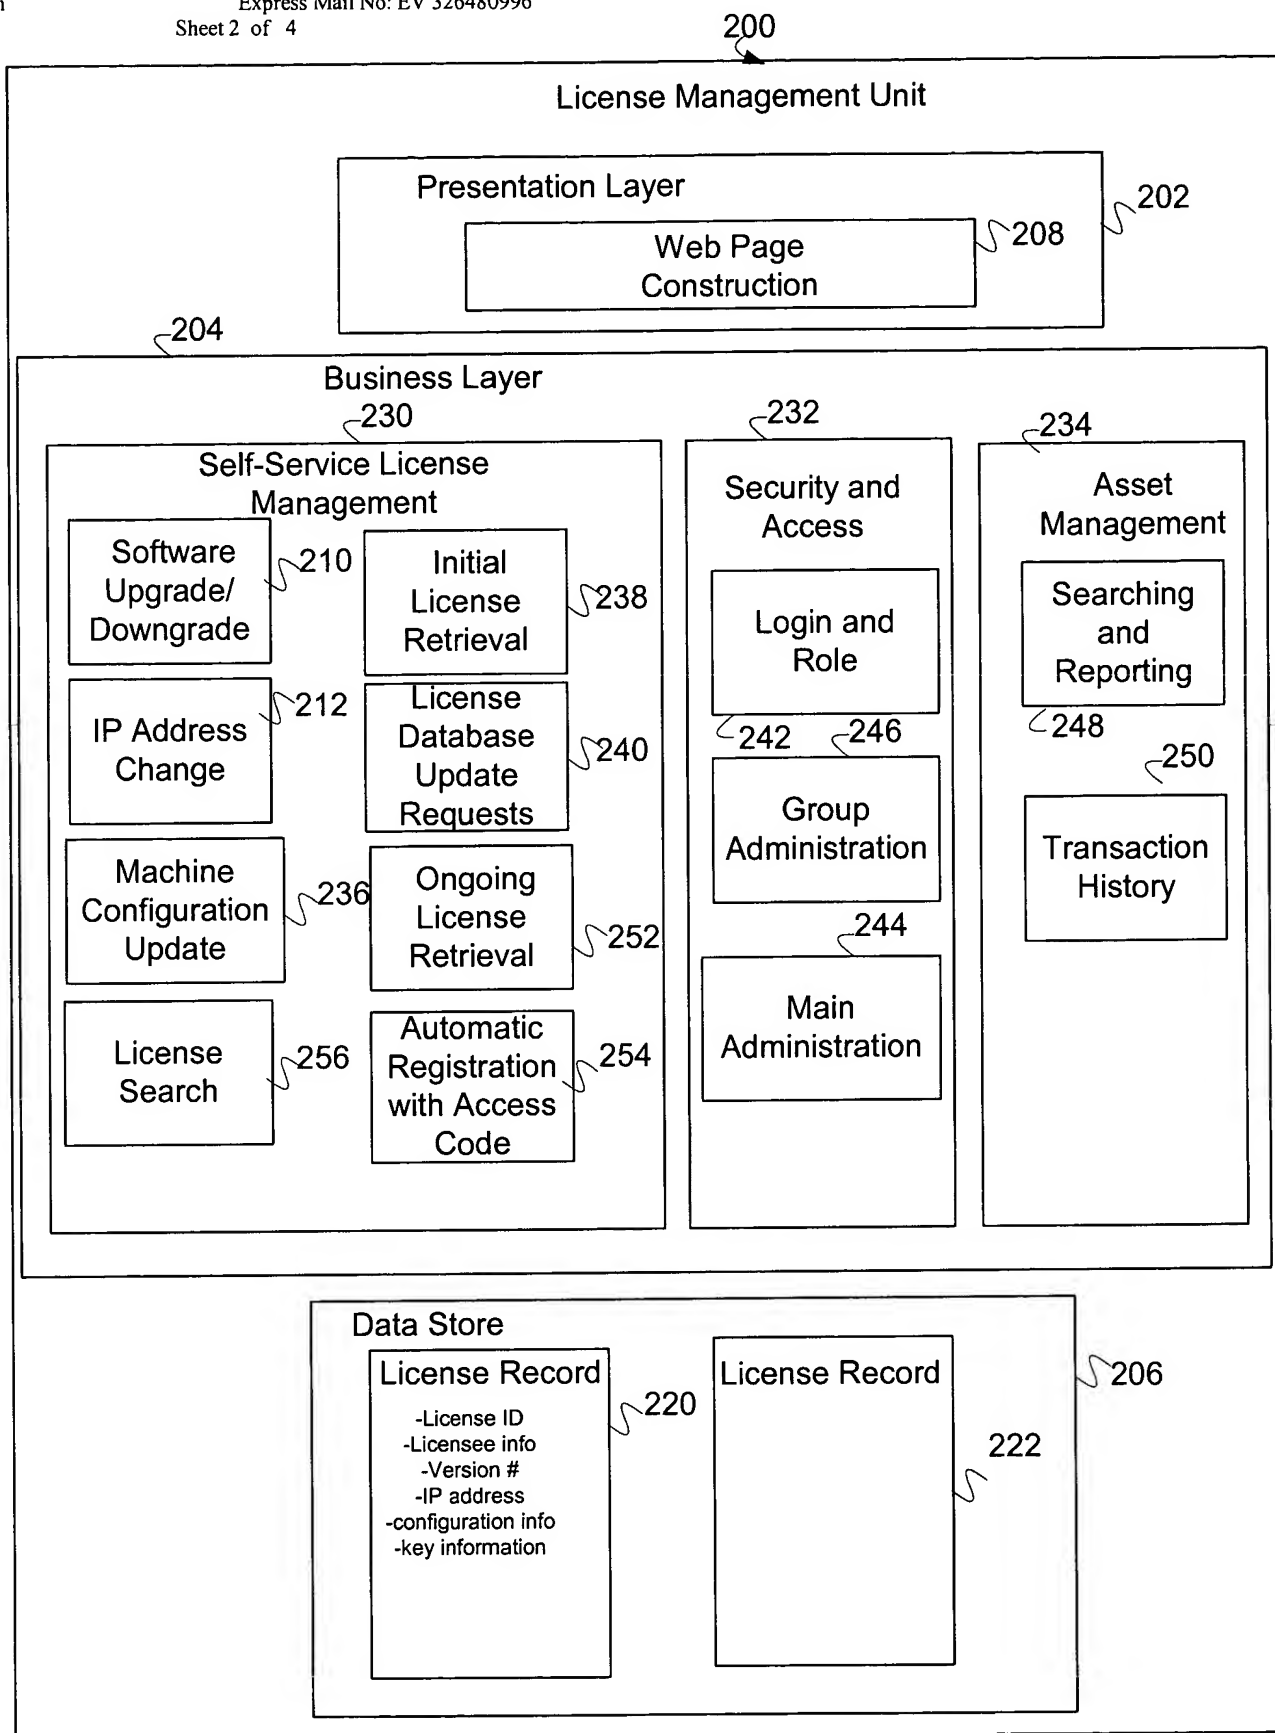 Express Mail No: EV 326480996
Sheet 2 of 4
200
License Management Unit
Presentation Layer
202
Web Page
Construction
208
204
Business Layer
230
Self-Service License
Management
Software
Upgrade/
Downgrade
210
Initial
License
Retrieval
238
IP Address
Change
212
License
Database
Update
Requests
240
Machine
Configuration
Update
236
Ongoing
License
Retrieval
252
License
Search
256
Automatic
Registration
with Access
Code
254
232
Security and
Access
Login and
Role
242
246
Group
Administration
244
Main
Administration
234
Asset
Management
Searching
and
Reporting
248
250
Transaction
History
Data Store
206
License Record
220
-License ID
-Licensee info
-Version #
-IP address
-configuration info
-key information
License Record
222